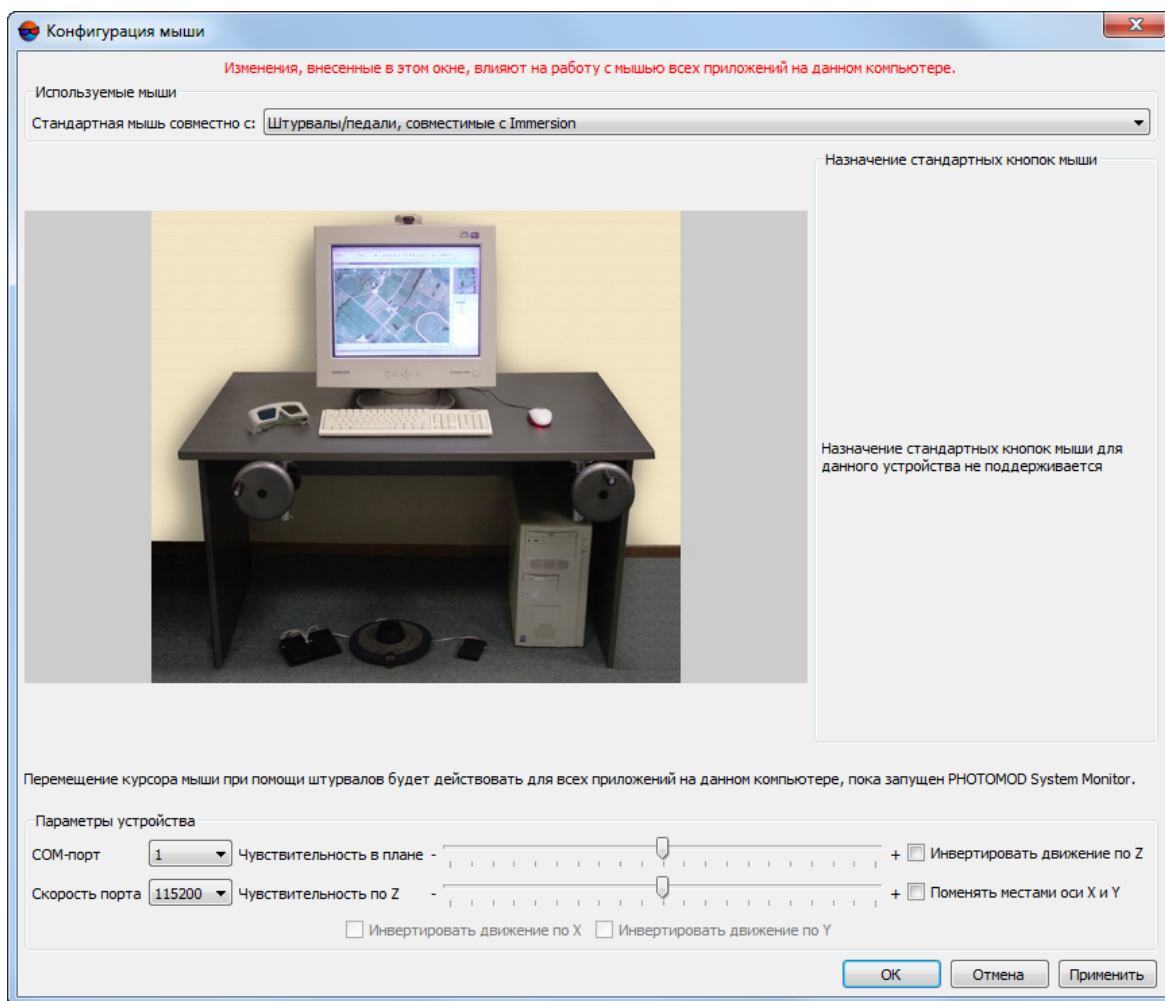 Конфигурация мыши
Изменения, внесенные в этом окне, влияют на работу с мышью всех приложений на данном компьютере.
Используемые мыши
Стандартная мышь совместно с: Штурвалы/педали, совместимые с Immersion
Назначение стандартных кнопок мыши
Назначение стандартных кнопок мыши для
данного устройства не поддерживается
Перемещение курсора мыши при помощи штурвалов будет действовать для всех приложений на данном компьютере, пока запущен PHOTOMOD System Monitor.
Параметры устройства
COM-порт 1 Чувствительность в плане - + Инвертировать движение по Z
Скорость порта 115200 Чувствительность по Z - + Поменять местами оси X и Y
Инвертировать движение по X Инвертировать движение по Y
OK Отмена Применить